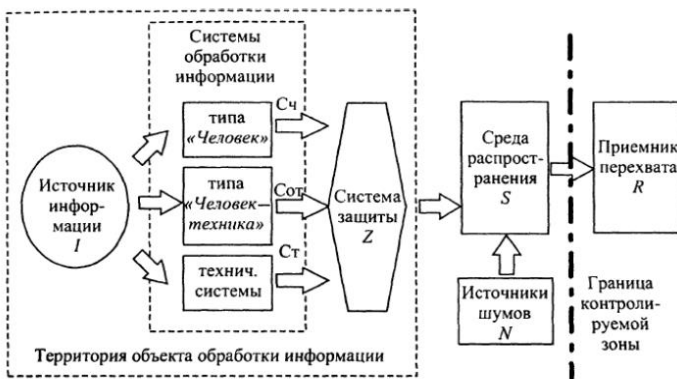 Системы
обработки
информации
Сч
типа
«Человек»
Источник
инфор-
мации
I
типа
«Человек–
техника»
Сот
Система
защиты
Z
Среда
распрост-
ранения
S
Приемник
перехвата
R
Ст
технич.
системы
Источники
шумов
N
Граница
контроли-
руемой
зоны
Территория объекта обработки информации